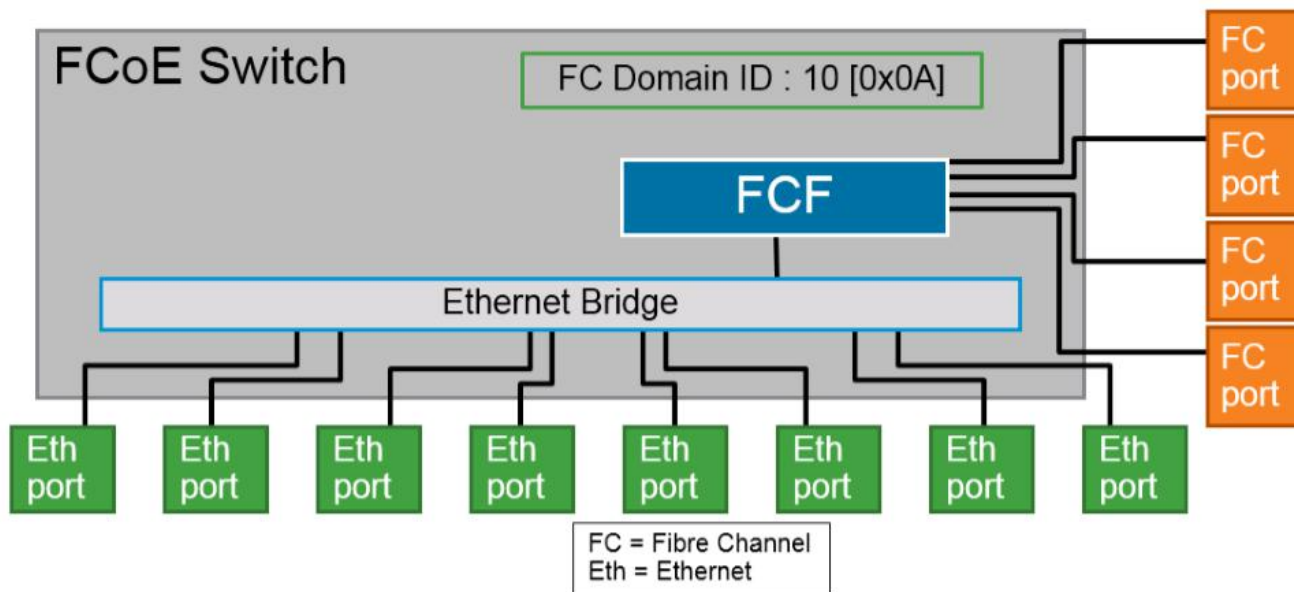 FCoE Switch
FC Domain ID : 10 [0x0A]
FC
port
FC
port
FC
port
FC
port
FCF
Ethernet Bridge
Eth
port
Eth
port
Eth
port
Eth
port
Eth
port
Eth
port
Eth
port
Eth
port
FC = Fibre Channel
Eth = Ethernet